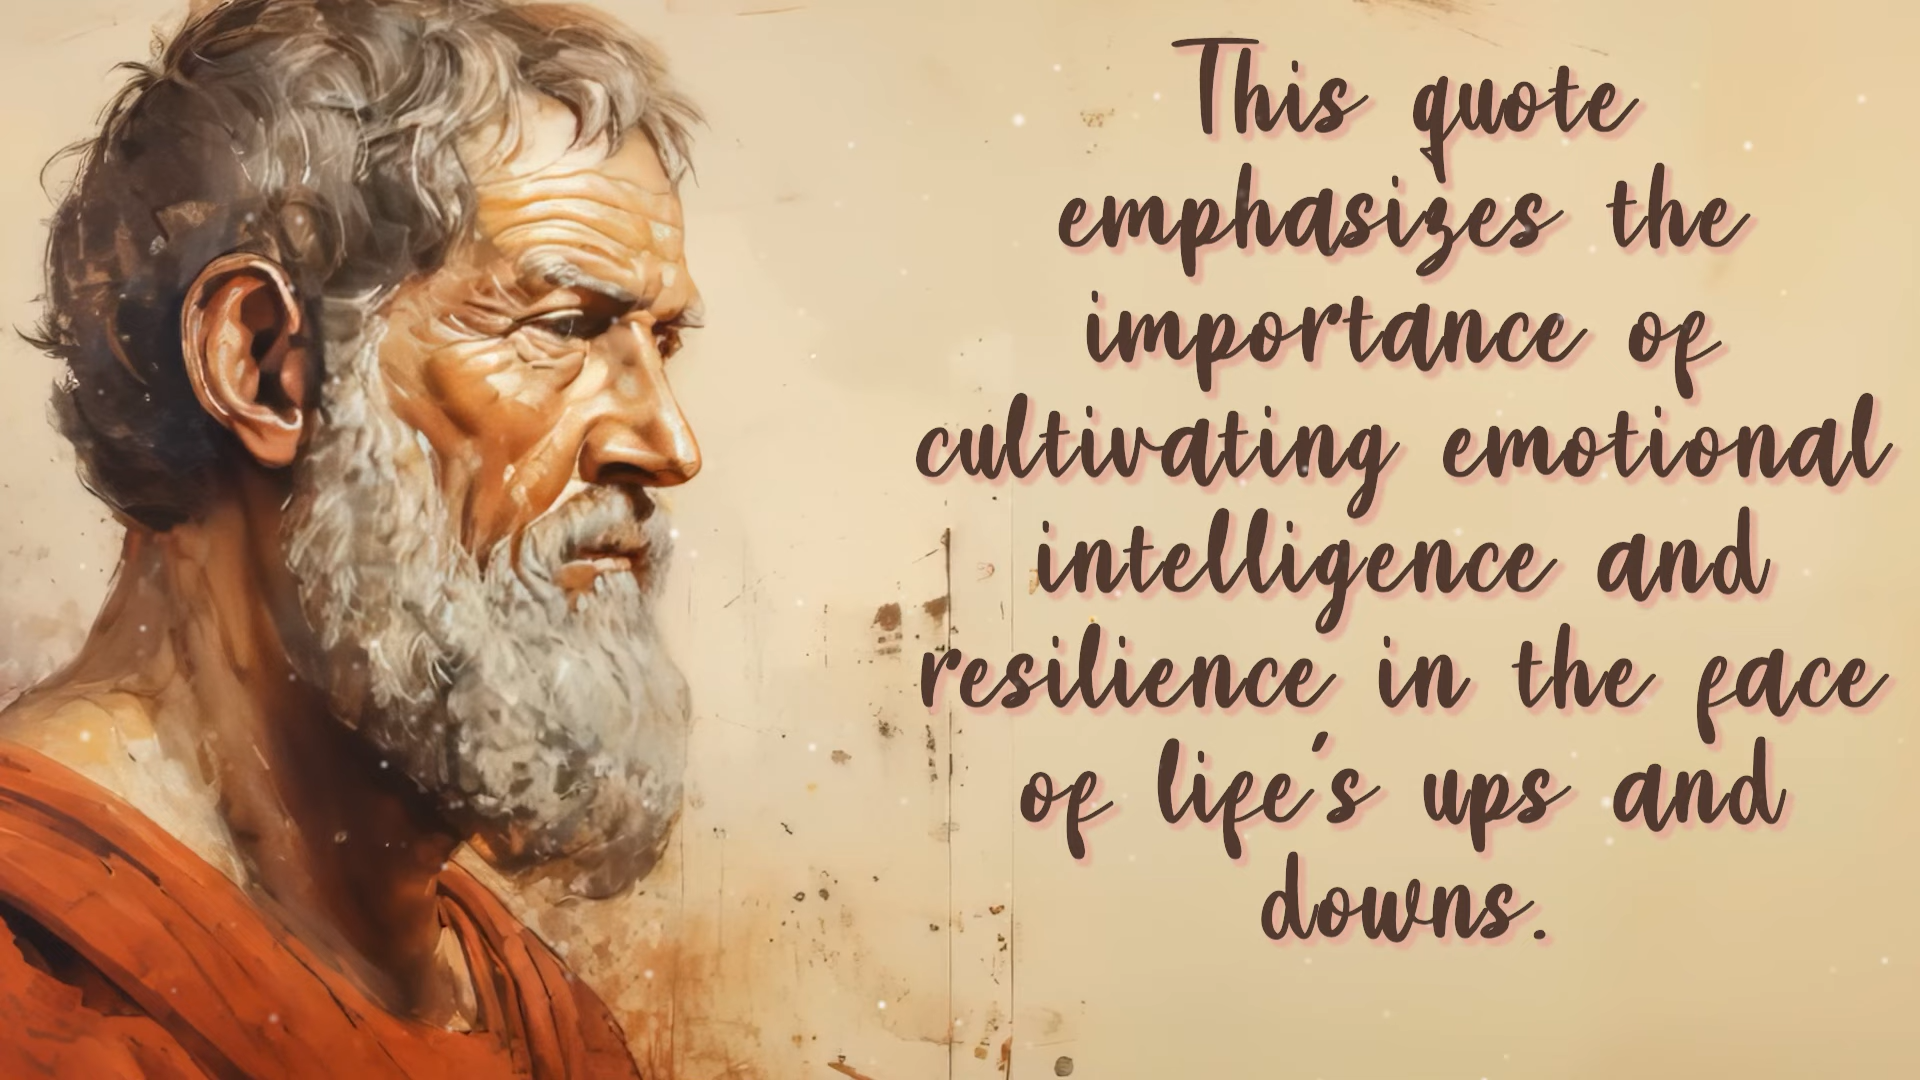 This quote
emphasizes the
importance of
cultivating emotional
intelligence and
resilience in the face
of life's ups and
downs.